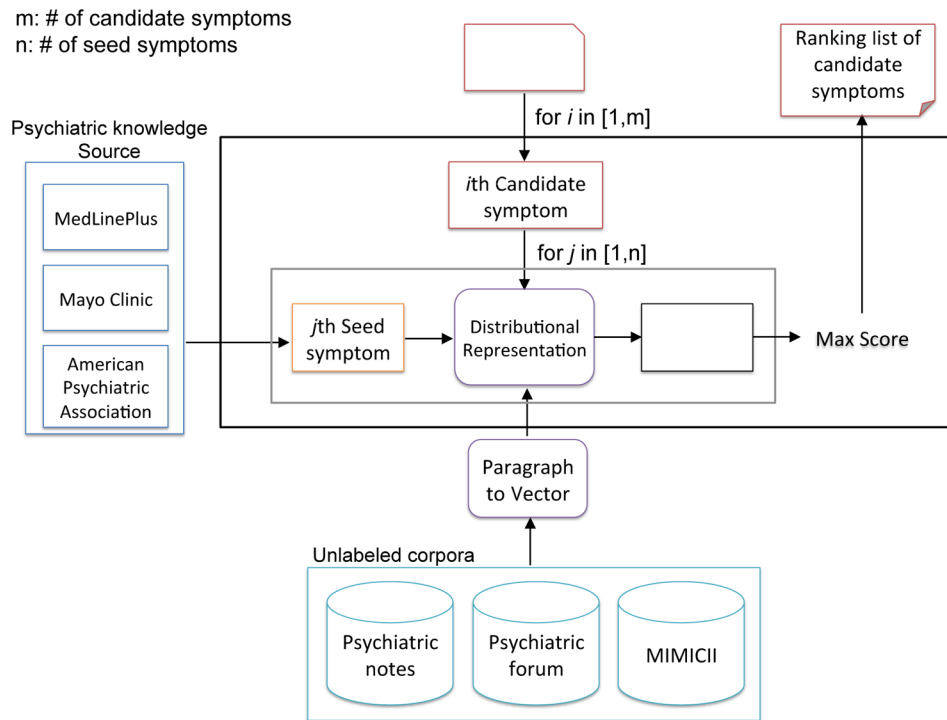 m: # of candidate symptoms
n: # of seed symptoms
Ranking list of
candidate
symptoms
for i in [1,m]
Psychiatric knowledge
Source
MedLinePlus
Mayo Clinic
American
Psychiatric
Association
ith Candidate
symptom
for j in [1,n]
jth Seed
symptom
Distributional
Representation
Max Score
Paragraph
to Vector
Unlabeled corpora
Psychiatric
notes
Psychiatric
forum
MIMICII